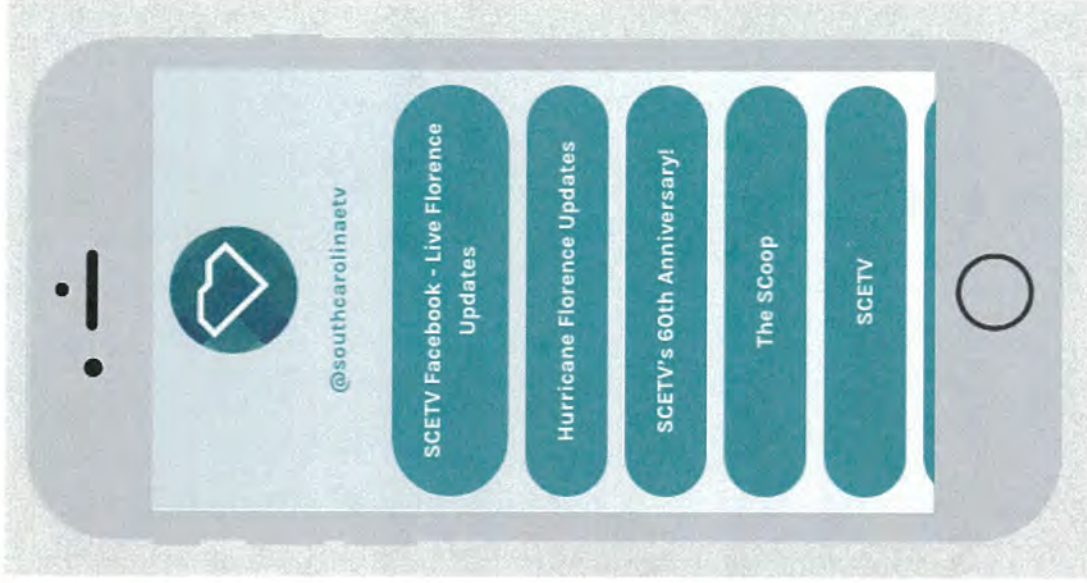 @southcarolinaetv
SCETV Facebook - Live Florence
Updates
Hurricane Florence Updates
SCETV's 60th Anniversary!
The SCoop
SCETV